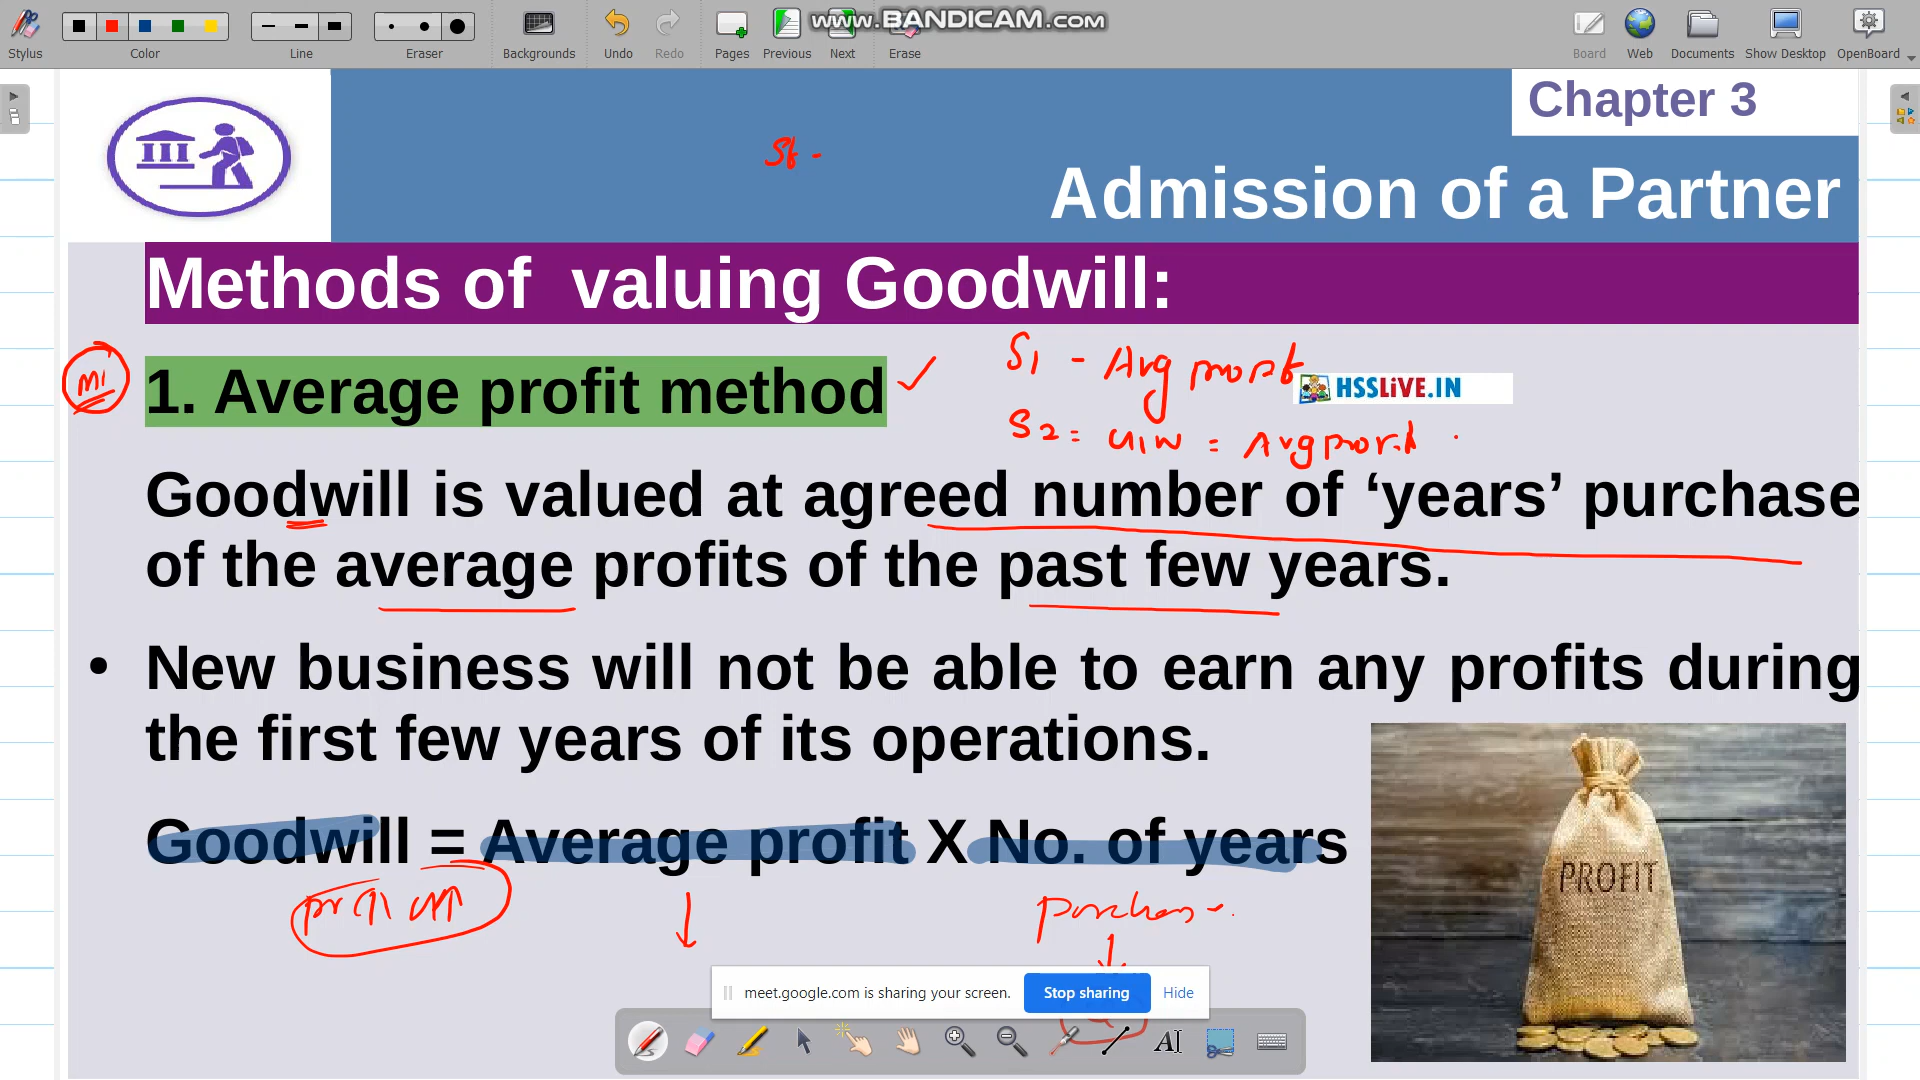 www.BANDICAM.com
Stylus Color Line Eraser Backgrounds Undo Redo Pages Previous Next Erase Board Web Documents Show Desktop OpenBoard
Chapter 3
Admission of a Partner
Methods of valuing Goodwill:
S1 - Avg profit
M1
1. Average profit method
HSSLiVE.IN
S2 = G/W = Avg profit
Goodwill is valued at agreed number of ‘years’ purchase
of the average profits of the past few years.
• New business will not be able to earn any profits during
the first few years of its operations.
Goodwill = Average profit X No. of years
PROFIT
purchase
meet.google.com is sharing your screen. Stop sharing Hide